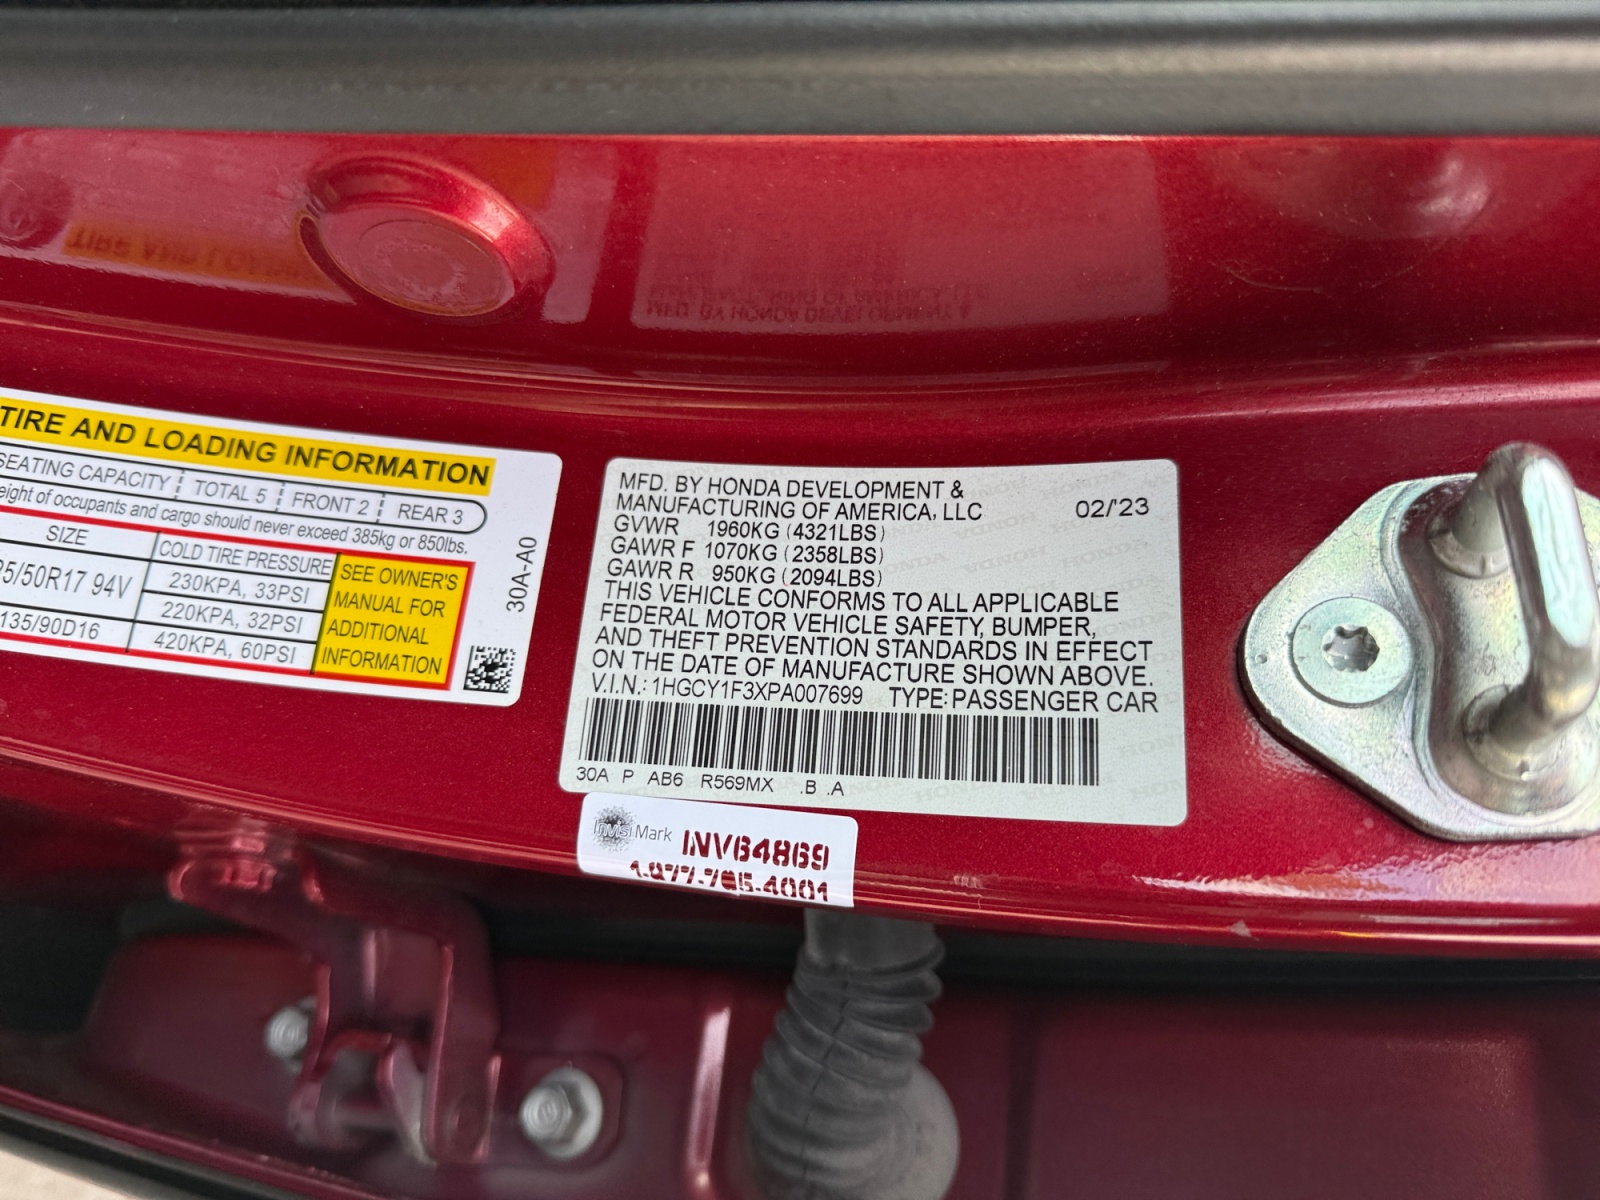 TIRE AND LOADING INFORMATION
SEATING CAPACITY TOTAL 5 FRONT 2 REAR 3
of occupants and cargo should never exceed 385kg or 850lbs.
SIZE COLD TIRE PRESSURE
5/50R17 94V 230KPA, 33PSI
220KPA, 32PSI
135/90D16 420KPA, 60PSI
SEE OWNER'S
MANUAL FOR
ADDITIONAL
INFORMATION
30A-A0
MFD. BY HONDA DEVELOPMENT &
MANUFACTURING OF AMERICA, LLC 02/'23
GVWR 1960KG (4321LBS)
GAWR F 1070KG (2358LBS)
GAWR R 950KG (2094LBS)
THIS VEHICLE CONFORMS TO ALL APPLICABLE
FEDERAL MOTOR VEHICLE SAFETY, BUMPER,
AND THEFT PREVENTION STANDARDS IN EFFECT
ON THE DATE OF MANUFACTURE SHOWN ABOVE.
V.I.N.: 1HGCY1F3XPA007699 TYPE: PASSENGER CAR
30A P AB6 R569MX .B .A
InvisiMark INV64869